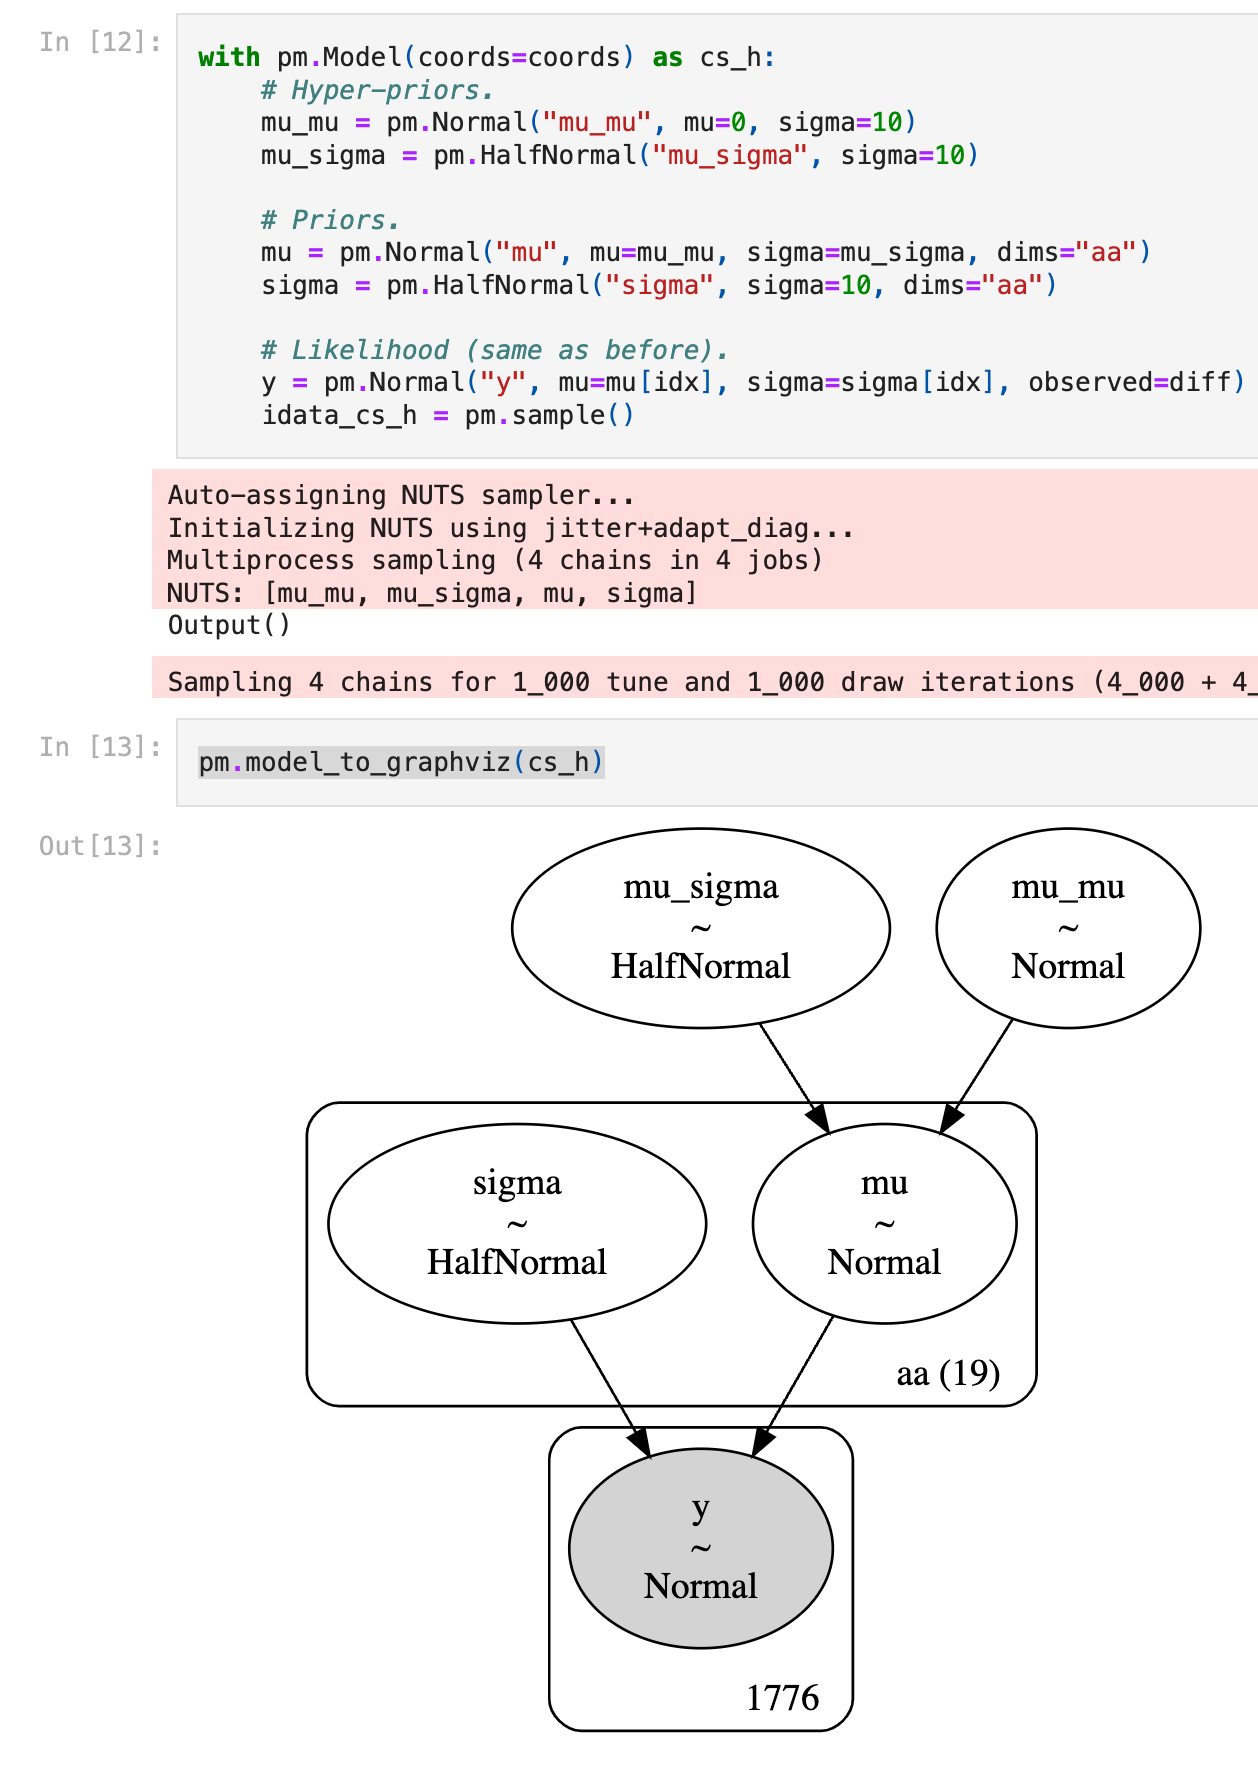 In [12]:
with pm.Model(coords=coords) as cs_h:
    # Hyper-priors.
    mu_mu = pm.Normal("mu_mu", mu=0, sigma=10)
    mu_sigma = pm.HalfNormal("mu_sigma", sigma=10)
    # Priors.
    mu = pm.Normal("mu", mu=mu_mu, sigma=mu_sigma, dims="aa")
    sigma = pm.HalfNormal("sigma", sigma=10, dims="aa")
    # Likelihood (same as before).
    y = pm.Normal("y", mu=mu[idx], sigma=sigma[idx], observed=diff)
    idata_cs_h = pm.sample()
Auto-assigning NUTS sampler...
Initializing NUTS using jitter+adapt_diag...
Multiprocess sampling (4 chains in 4 jobs)
NUTS: [mu_mu, mu_sigma, mu, sigma]
Output()
Sampling 4 chains for 1_000 tune and 1_000 draw iterations (4_000 + 4_
In [13]:
pm.model_to_graphviz(cs_h)
Out[13]:
mu_sigma
~
HalfNormal
mu_mu
~
Normal
sigma
~
HalfNormal
mu
~
Normal
aa (19)
y
~
Normal
1776